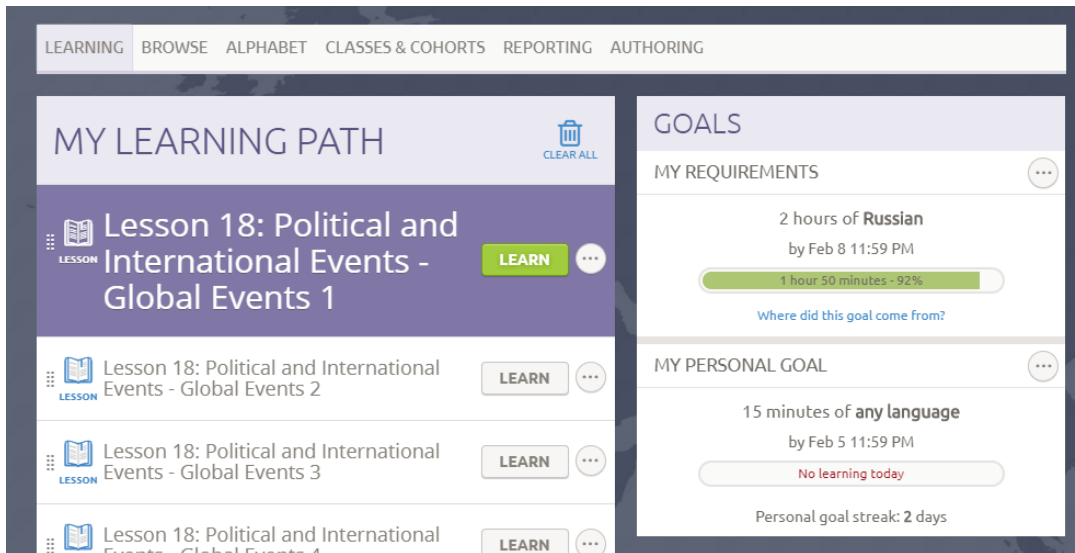 LEARNING BROWSE ALPHABET CLASSES & COHORTS REPORTING AUTHORING
MY LEARNING PATH
CLEAR ALL
LESSON
Lesson 18: Political and
International Events -
Global Events 1
LEARN
LESSON
Lesson 18: Political and International
Events - Global Events 2
LEARN
LESSON
Lesson 18: Political and International
Events - Global Events 3
LEARN
Lesson 18: Political and International
Events - Global Events 4
LEARN
GOALS
MY REQUIREMENTS
2 hours of Russian
by Feb 8 11:59 PM
1 hour 50 minutes - 92%
Where did this goal come from?
MY PERSONAL GOAL
15 minutes of any language
by Feb 5 11:59 PM
No learning today
Personal goal streak: 2 days